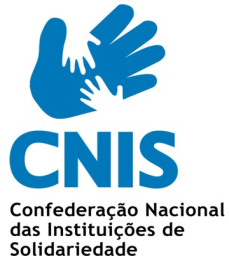 CNIS
Confederação Nacional
das Instituições de
Solidariedade